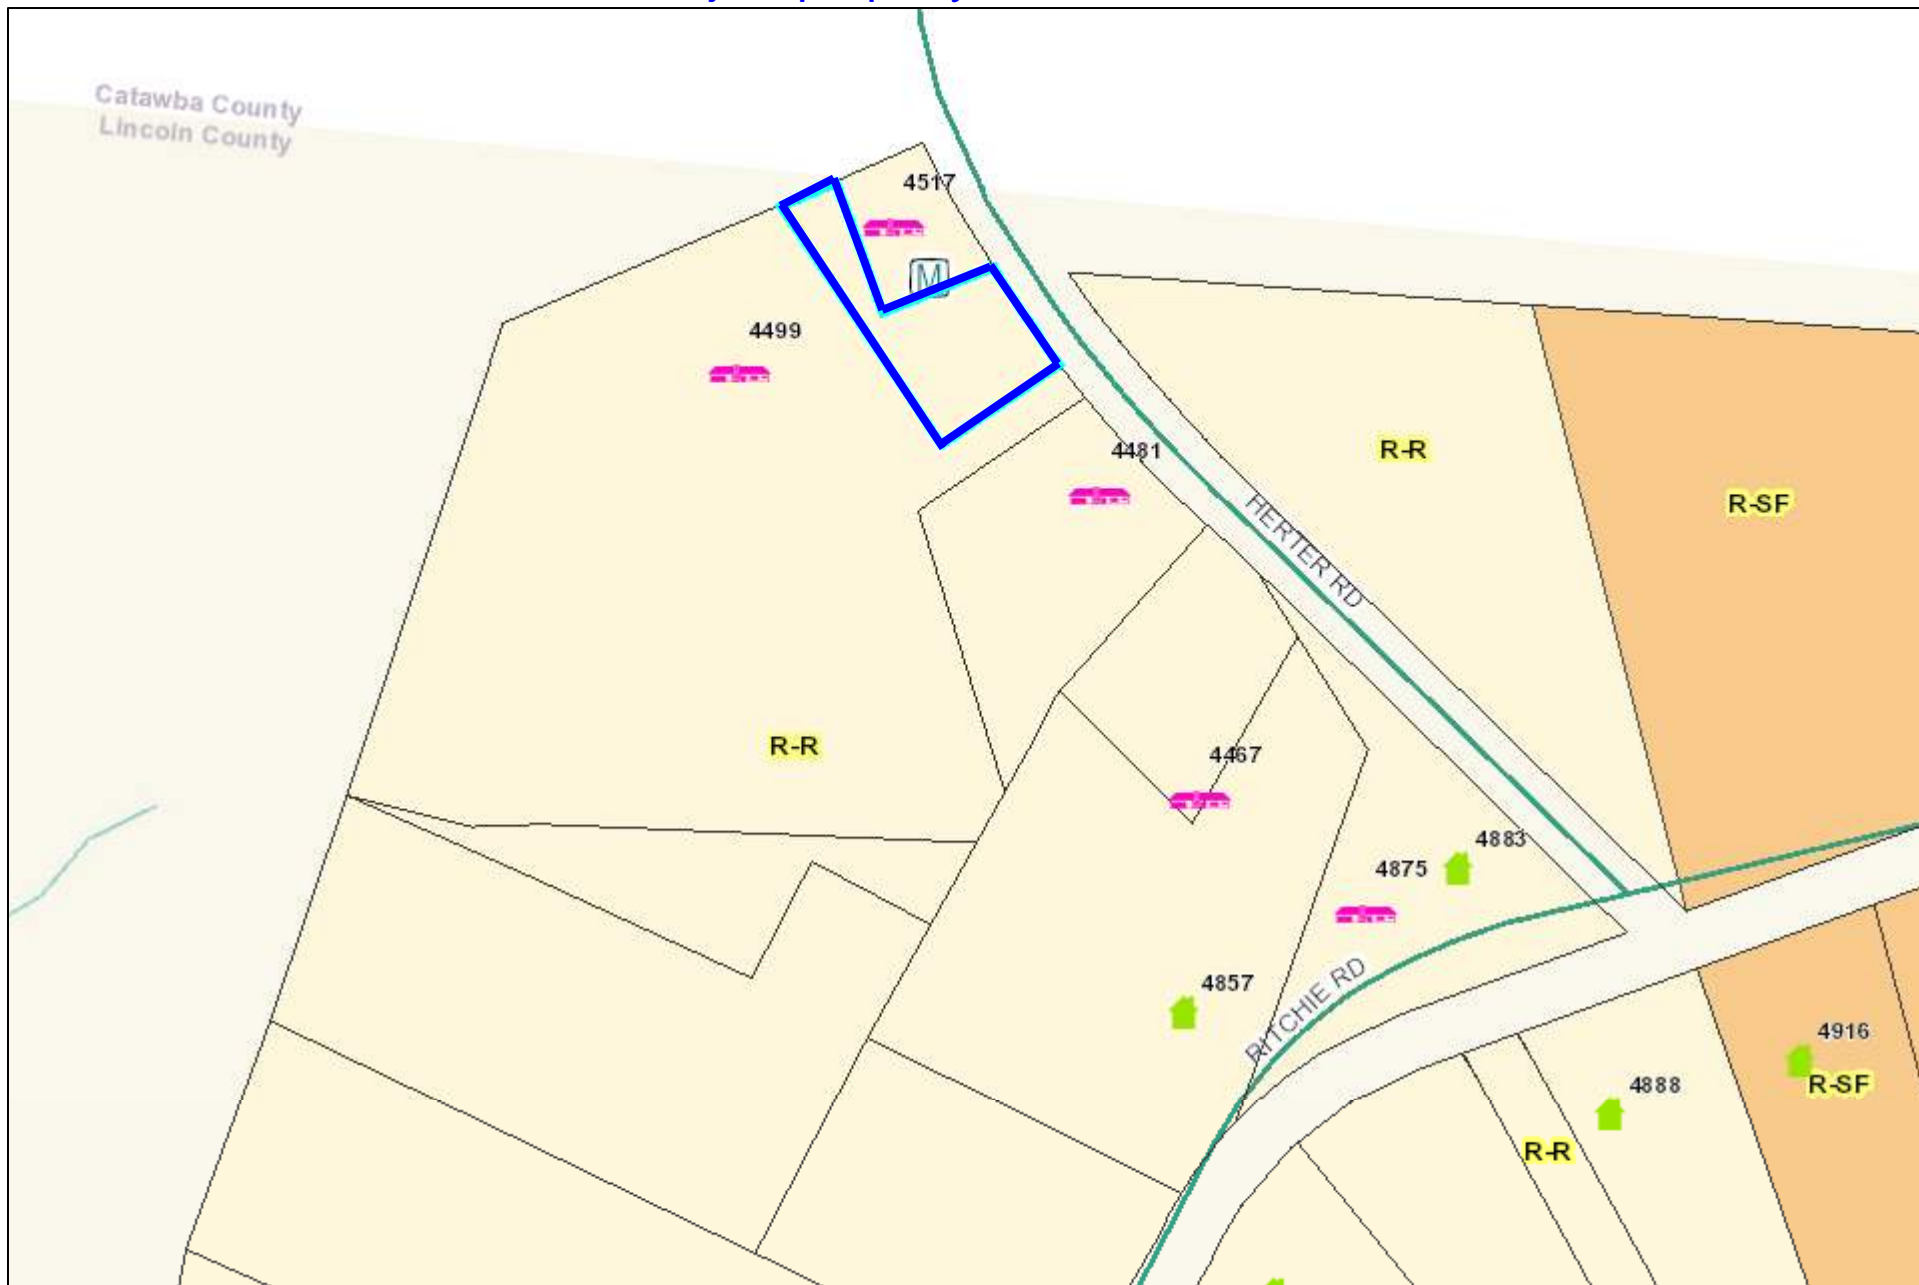 Catawba County
Lincoln County
4517
M
4499
4481
R-R
R-SF
HERTER RD
R-R
4467
4883
4875
4857
RITCHIE RD
4916
R-SF
4888
R-R